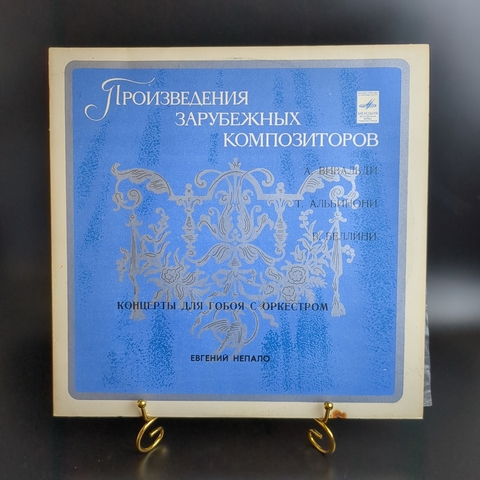 ПРОИЗВЕДЕНИЯ
ЗАРУБЕЖНЫХ
КОМПОЗИТОРОВ
А. ВИВАЛЬДИ
Т. АЛЬБИНОНИ
В. БЕЛЛИНИ
КОНЦЕРТЫ ДЛЯ ГОБОЯ С ОРКЕСТРОМ
ЕВГЕНИЙ НЕПАЛО